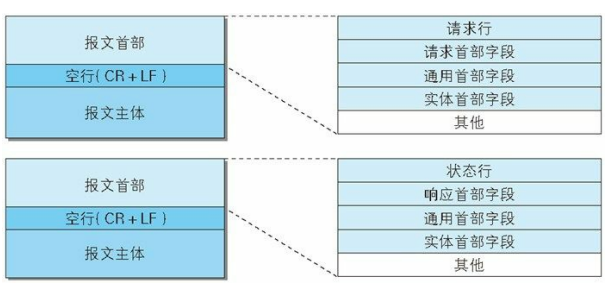 报文首部
空行( CR + LF )
报文主体
请求行
请求首部字段
通用首部字段
实体首部字段
其他
报文首部
空行( CR + LF )
报文主体
状态行
响应首部字段
通用首部字段
实体首部字段
其他